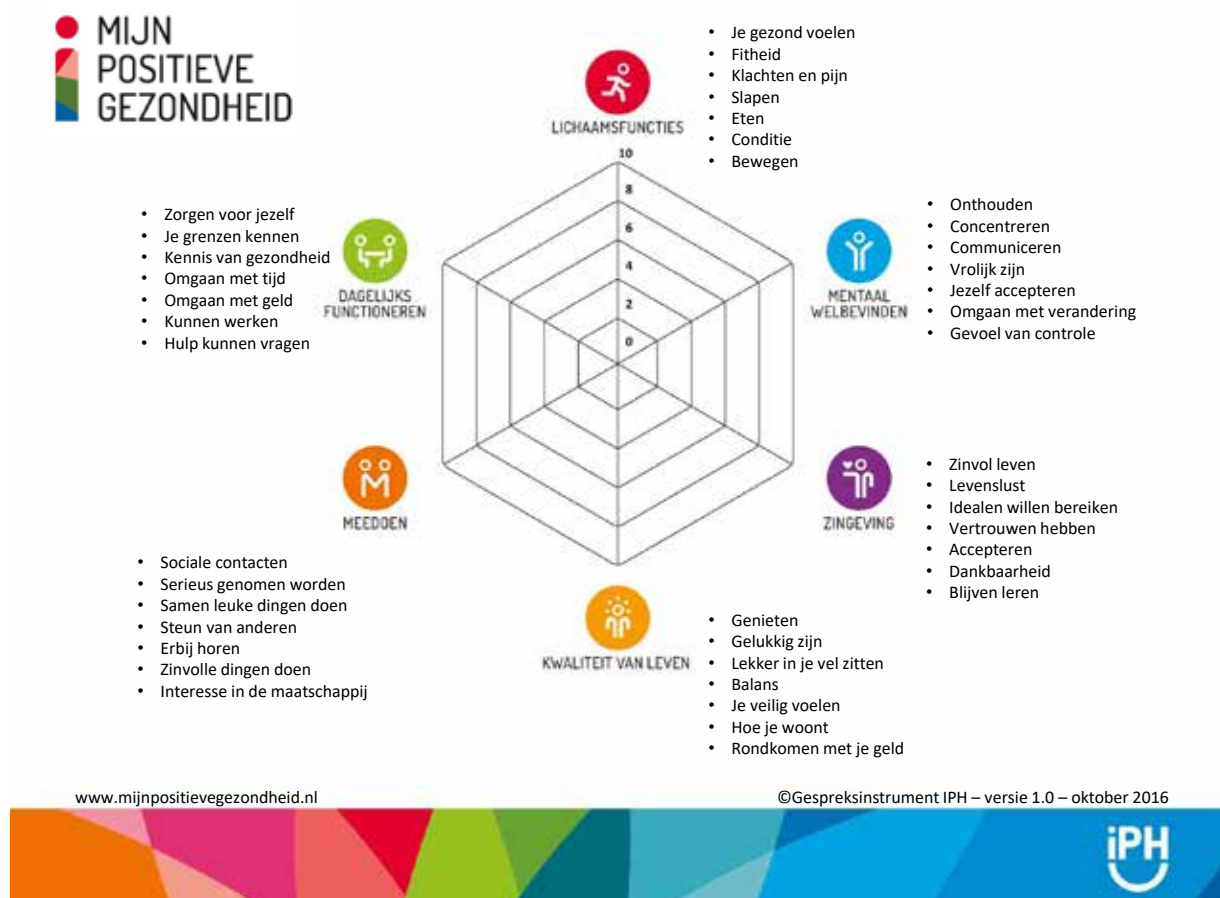 MIJN
POSITIEVE
GEZONDHEID
LICHAAMSFUNCTIES
• Je gezond voelen
• Fitheid
• Klachten en pijn
• Slapen
• Eten
• Conditie
• Bewegen
10
8
6
4
2
0
• Zorgen voor jezelf
• Je grenzen kennen
• Kennis van gezondheid
• Omgaan met tijd
• Omgaan met geld
• Kunnen werken
• Hulp kunnen vragen
DAGELIJKS
FUNCTIONEREN
MENTAAL
WELBEVINDEN
• Onthouden
• Concentreren
• Communiceren
• Vrolijk zijn
• Jezelf accepteren
• Omgaan met verandering
• Gevoel van controle
MEEDOEN
• Sociale contacten
• Serieus genomen worden
• Samen leuke dingen doen
• Steun van anderen
• Erbij horen
• Zinvolle dingen doen
• Interesse in de maatschappij
ZINGEVING
• Zinvol leven
• Levenslust
• Idealen willen bereiken
• Vertrouwen hebben
• Accepteren
• Dankbaarheid
• Blijven leren
KWALITEIT VAN LEVEN
• Genieten
• Gelukkig zijn
• Lekker in je vel zitten
• Balans
• Je veilig voelen
• Hoe je woont
• Rondkomen met je geld
www.mijnpositievegezondheid.nl
©Gespreksinstrument IPH – versie 1.0 – oktober 2016
iPH